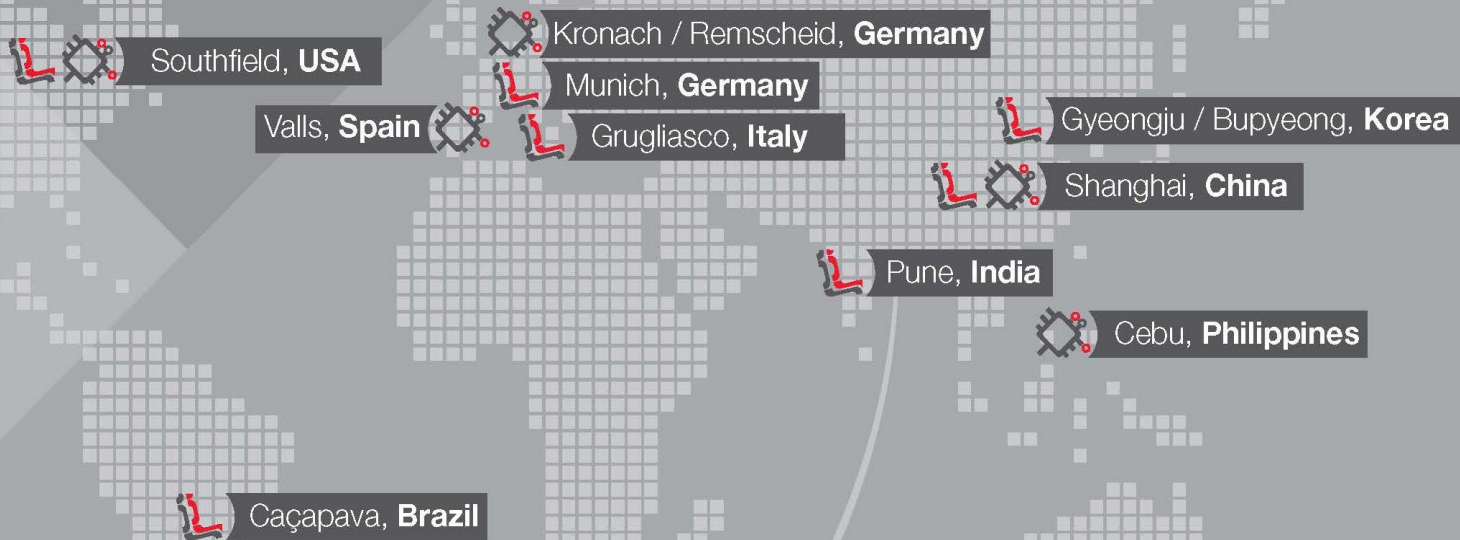 Southfield, USA
Kronach / Remscheid, Germany
Munich, Germany
Valls, Spain
Grugliasco, Italy
Gyeongju / Bupyeong, Korea
Shanghai, China
Pune, India
Cebu, Philippines
Caçapava, Brazil